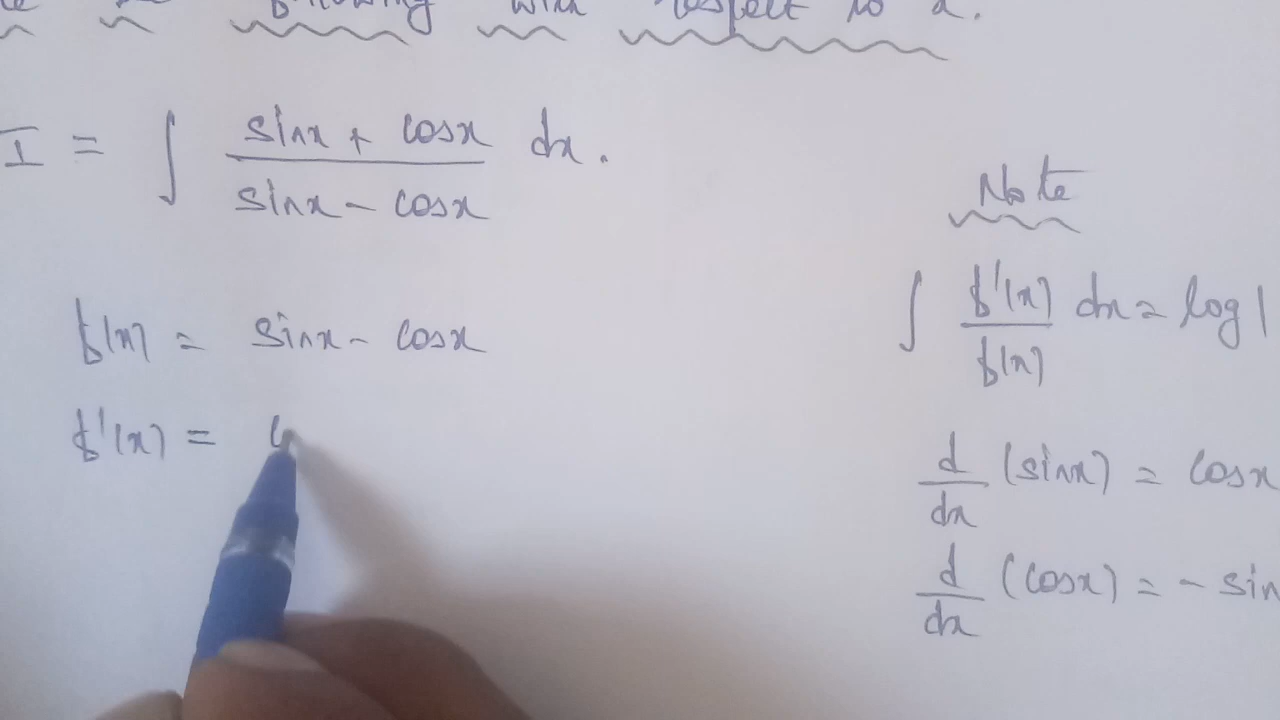 following with respect to x.
I = ∫ sinx + cosx / sinx - cosx dx.
f(x) = sinx - cosx
f'(x) =
Note
∫ f'(x) / f(x) dx = log |
d/dx (sinx) = cosx
d/dx (cosx) = - sin